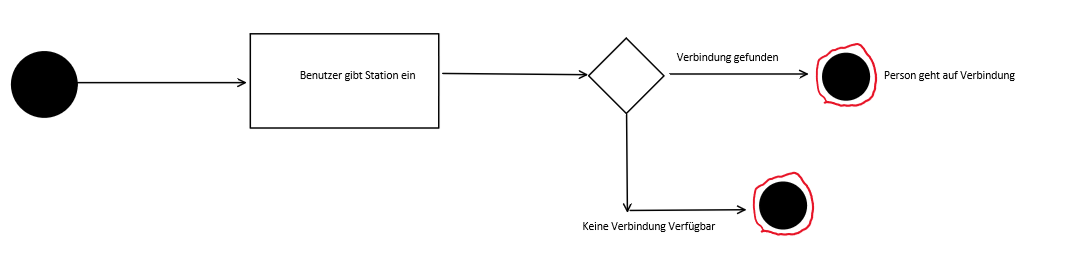 Benutzer gibt Station ein
Verbindung gefunden
Person geht auf Verbindung
Keine Verbindung Verfügbar